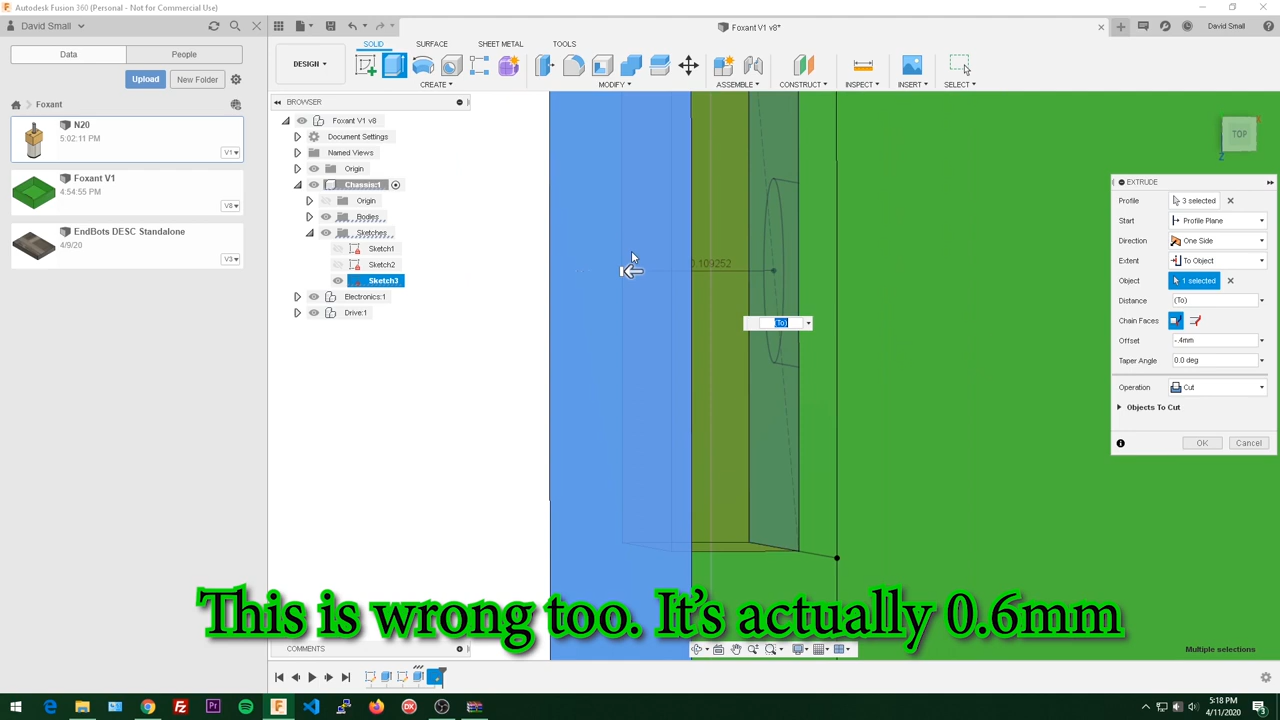 Autodesk Fusion 360 (Personal - Not for Commercial Use)
David Small
Foxant V1 v8*
David Small
Data
People
Upload
New Folder
Foxant
N20
5:02:11 PM
V1
Foxant V1
4:54:55 PM
V8
EndBots DESC Standalone
4/9/20
V3
DESIGN
SOLID
SURFACE
SHEET METAL
TOOLS
CREATE
MODIFY
ASSEMBLE
CONSTRUCT
INSPECT
INSERT
SELECT
BROWSER
Foxant V1 v8
Document Settings
Named Views
Origin
Chassis:1
Origin
Bodies
Sketches
Sketch1
Sketch2
Sketch3
Electronics:1
Drive:1
0.109252
(To)
TOP
Z
EXTRUDE
Profile
3 selected
Start
Profile Plane
Direction
One Side
Extent
To Object
Object
1 selected
Distance
(To)
Chain Faces
Offset
-.4mm
Taper Angle
0.0 deg
Operation
Cut
Objects To Cut
OK
Cancel
This is wrong too. It's actually 0.6mm
COMMENTS
Multiple selections
5:18 PM
4/11/2020